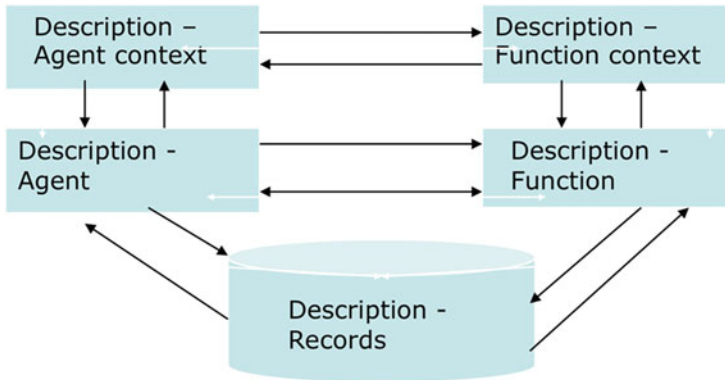 Description –
Agent context
Description –
Function context
Description -
Agent
Description -
Function
Description -
Records